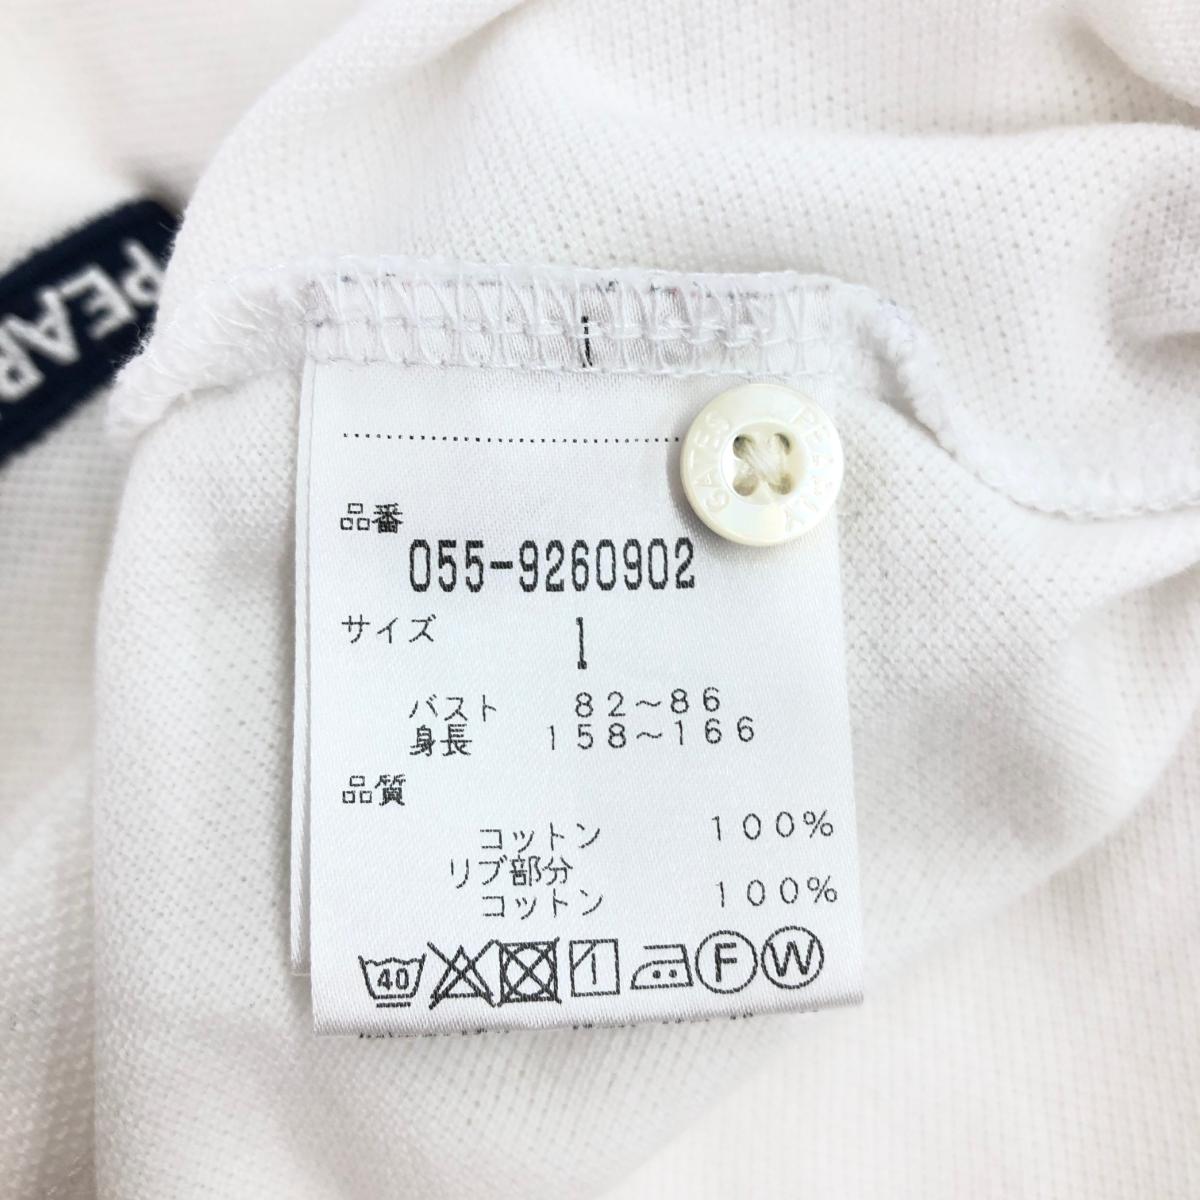 PEAR
GATES PEARLY
品番
055-9260902
サイズ 1
バスト 82～86
身長 158～166
品質
コットン 100%
リブ部分
コットン 100%
40 F W